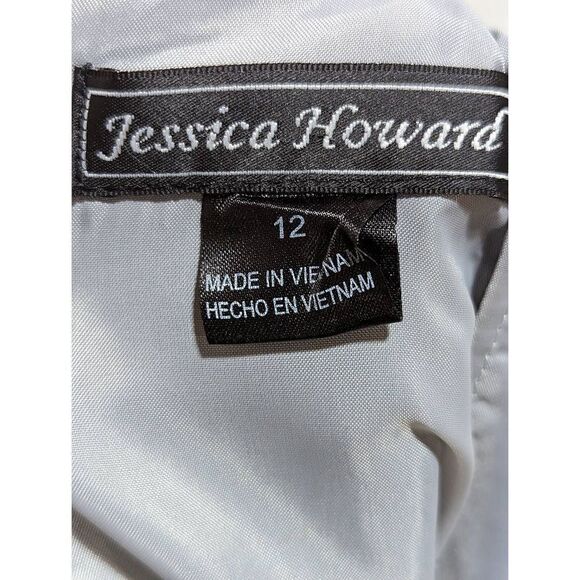 Jessica Howard
12
MADE IN VIETNAM
HECHO EN VIETNAM